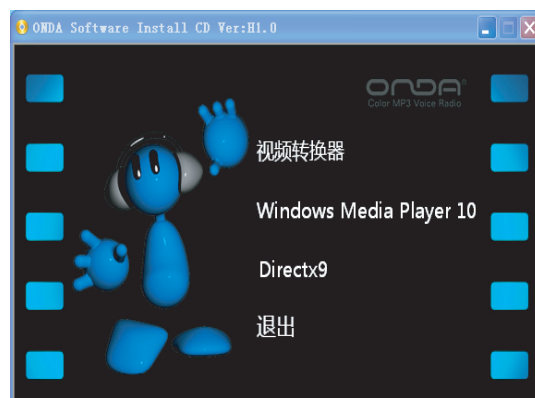 ONDA Software Install CD Ver:H1.0
ONDA
Color MP3 Voice Radio
视频转换器
Windows Media Player 10
Directx9
退出